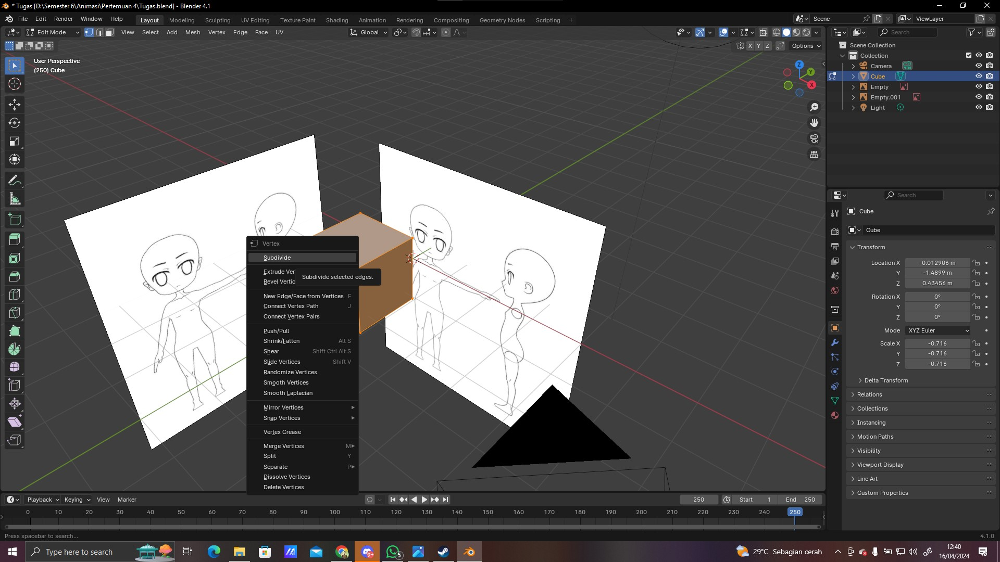 * Tugas [D:\Semester 6\Animasi\Pertemuan 4\Tugas.blend] - Blender 4.1
File Edit Render Window Help
Layout Modeling Sculpting UV Editing Texture Paint Shading Animation Rendering Compositing Geometry Nodes Scripting +
Scene
ViewLayer
Edit Mode
View Select Add Mesh Vertex Edge Face UV
Global
Search
X Y Z Options
User Perspective
(250) Cube
Z
Y
X
Scene Collection
Collection
Camera
Cube
Empty
Empty.001
Light
Vertex
Subdivide
Extrude Ver
Bevel Vertic
Subdivide selected edges.
New Edge/Face from Vertices F
Connect Vertex Path J
Connect Vertex Pairs
Push/Pull
Shrink/Fatten Alt S
Shear Shift Ctrl Alt S
Slide Vertices Shift V
Randomize Vertices
Smooth Vertices
Smooth Laplacian
Mirror Vertices
Snap Vertices
Vertex Crease
Merge Vertices M
Split Y
Separate P
Dissolve Vertices
Delete Vertices
Search
Cube
Cube
Transform
Location X -0.012906 m
Y -1.4899 m
Z 0.43456 m
Rotation X 0°
Y 0°
Z 0°
Mode XYZ Euler
Scale X -0.716
Y -0.716
Z -0.716
Delta Transform
Relations
Collections
Instancing
Motion Paths
Visibility
Viewport Display
Line Art
Custom Properties
Playback Keying View Marker
250 Start 1 End 250
0 10 20 30 40 50 60 70 80 90 100 110 120 130 140 150 160 170 180 190 200 210 220 230 240 250
Press spacebar to search...
4.1.0
Type here to search
9+
5
29°C Sebagian cerah
12:40
16/04/2024